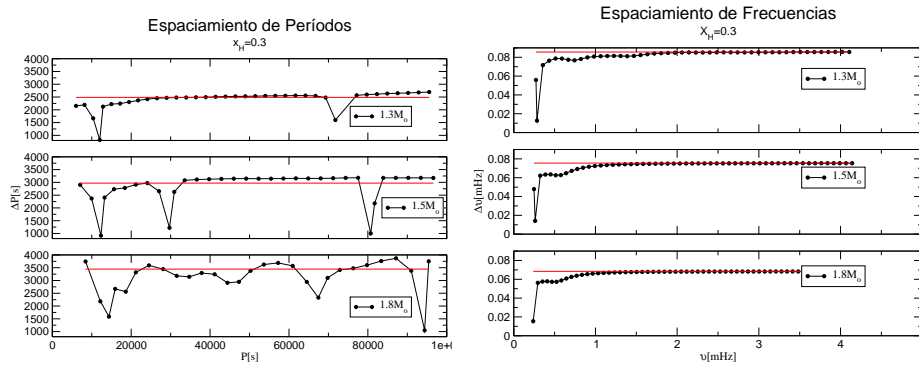 Espaciamiento de Períodos
x_H=0.3
4000
3500
3000
2500
2000
1500
1000
1.3M_o
4000
3500
3000
2500
2000
1500
1000
ΔP[s]
1.5M_o
4000
3500
3000
2500
2000
1500
1000
1.8M_o
0 20000 40000 60000 80000 1e+
P[s]
Espaciamiento de Frecuencias
X_H=0.3
0.08
0.06
0.04
0.02
0
1.3M_o
0.08
0.06
0.04
0.02
0
Δυ[mHz]
1.5M_o
0.08
0.06
0.04
0.02
0
1.8M_o
0 1 2 3 4
υ[mHz]